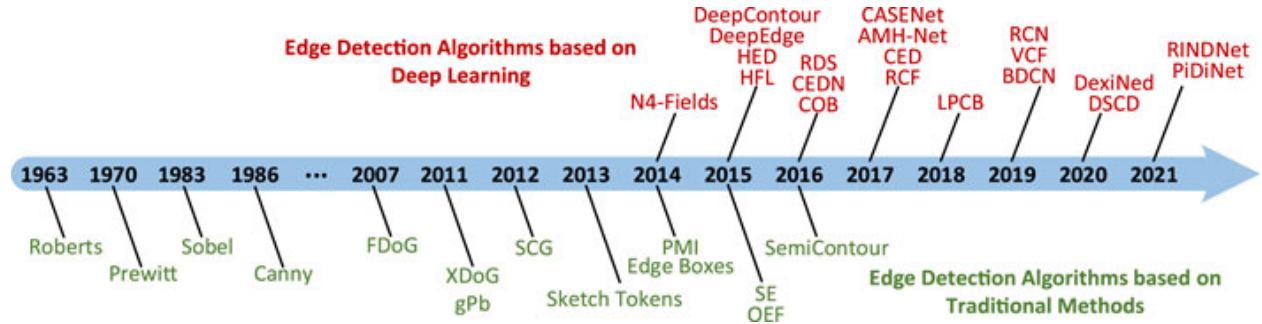 Edge Detection Algorithms based on
Deep Learning
N4-Fields
DeepContour
DeepEdge
HED
HFL
RDS
CEDN
COB
CASENet
AMH-Net
CED
RCF
LPCB
RCN
VCF
BDCN
DexiNed
DSCD
RINDNet
PiDiNet
1963 1970 1983 1986 ... 2007 2011 2012 2013 2014 2015 2016 2017 2018 2019 2020 2021
Roberts
Prewitt
Sobel
Canny
FDoG
XDoG
gPb
SCG
Sketch Tokens
PMI
Edge Boxes
SE
OEF
SemiContour
Edge Detection Algorithms based on
Traditional Methods